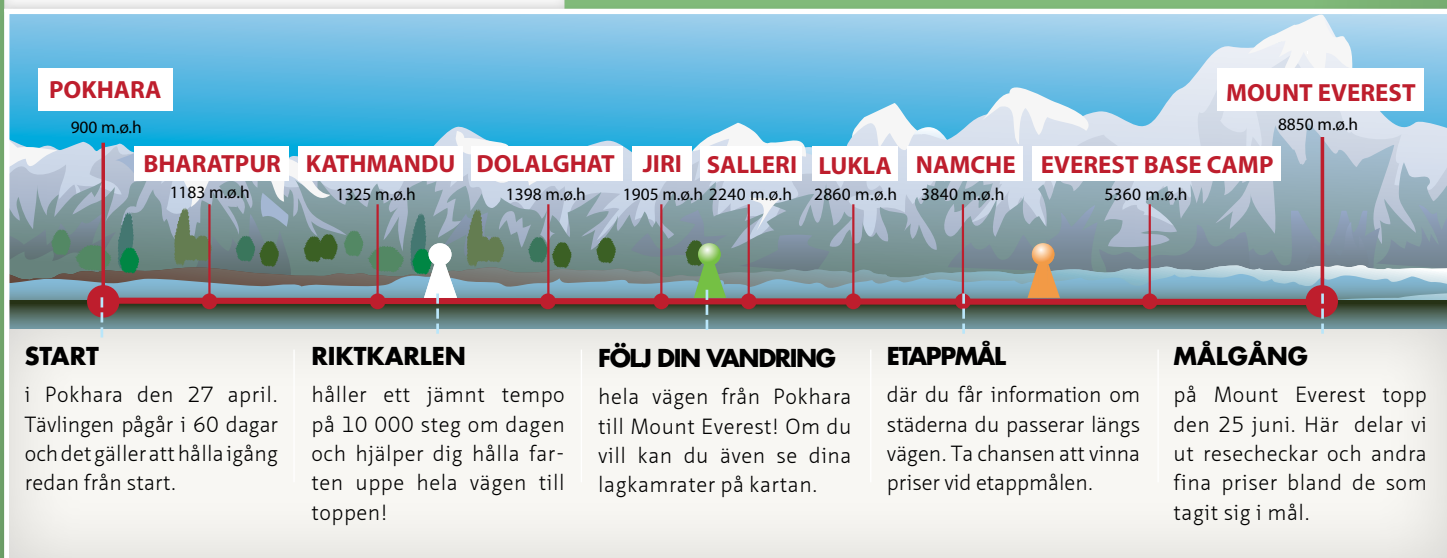 POKHARA
900 m.ø.h
MOUNT EVEREST
8850 m.ø.h
BHARATPUR
1183 m.ø.h
KATHMANDU
1325 m.ø.h
DOLALGHAT
1398 m.ø.h
JIRI
1905 m.ø.h
SALLERI
2240 m.ø.h
LUKLA
2860 m.ø.h
NAMCHE
3840 m.ø.h
EVEREST BASE CAMP
5360 m.ø.h
START
i Pokhara den 27 april.
Tävlingen pågår i 60 dagar
och det gäller att hålla igång
redan från start.
RIKTKARLEN
håller ett jämnt tempo
på 10 000 steg om dagen
och hjälper dig hålla far-
ten uppe hela vägen till
toppen!
FÖLJ DIN VANDRING
hela vägen från Pokhara
till Mount Everest! Om du
vill kan du även se dina
lagkamrater på kartan.
ETAPPMÅL
där du får information om
städerna du passerar längs
vägen. Ta chansen att vinna
priser vid etappmålen.
MÅLGÅNG
på Mount Everest topp
den 25 juni. Här delar vi
ut resecheckar och andra
fina priser bland de som
tagit sig i mål.